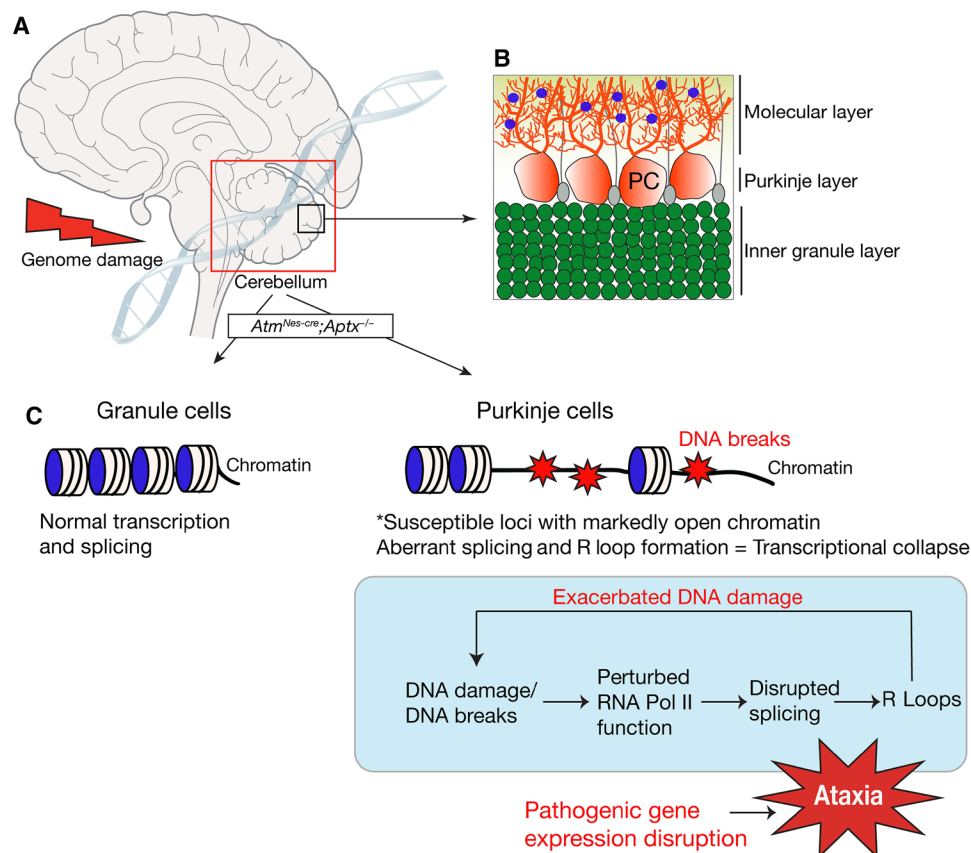 A
B
Molecular layer
PC
Purkinje layer
Inner granule layer
Genome damage
Cerebellum
Atm^Nes-cre;Aptx^–/–
C
Granule cells
Chromatin
Normal transcription
and splicing
Purkinje cells
DNA breaks
Chromatin
*Susceptible loci with markedly open chromatin
Aberrant splicing and R loop formation = Transcriptional collapse
Exacerbated DNA damage
DNA damage/
DNA breaks
Perturbed
RNA Pol II
function
Disrupted
splicing
R Loops
Pathogenic gene
expression disruption
Ataxia